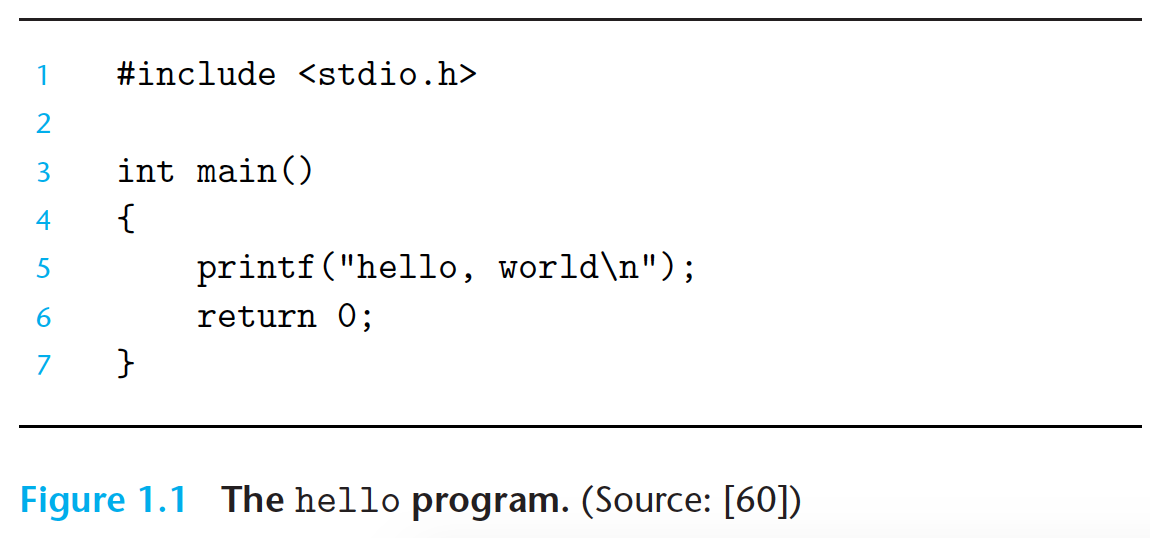 1 #include <stdio.h>
2
3 int main()
4 {
5     printf("hello, world\n");
6     return 0;
7 }
Figure 1.1 The hello program. (Source: [60])